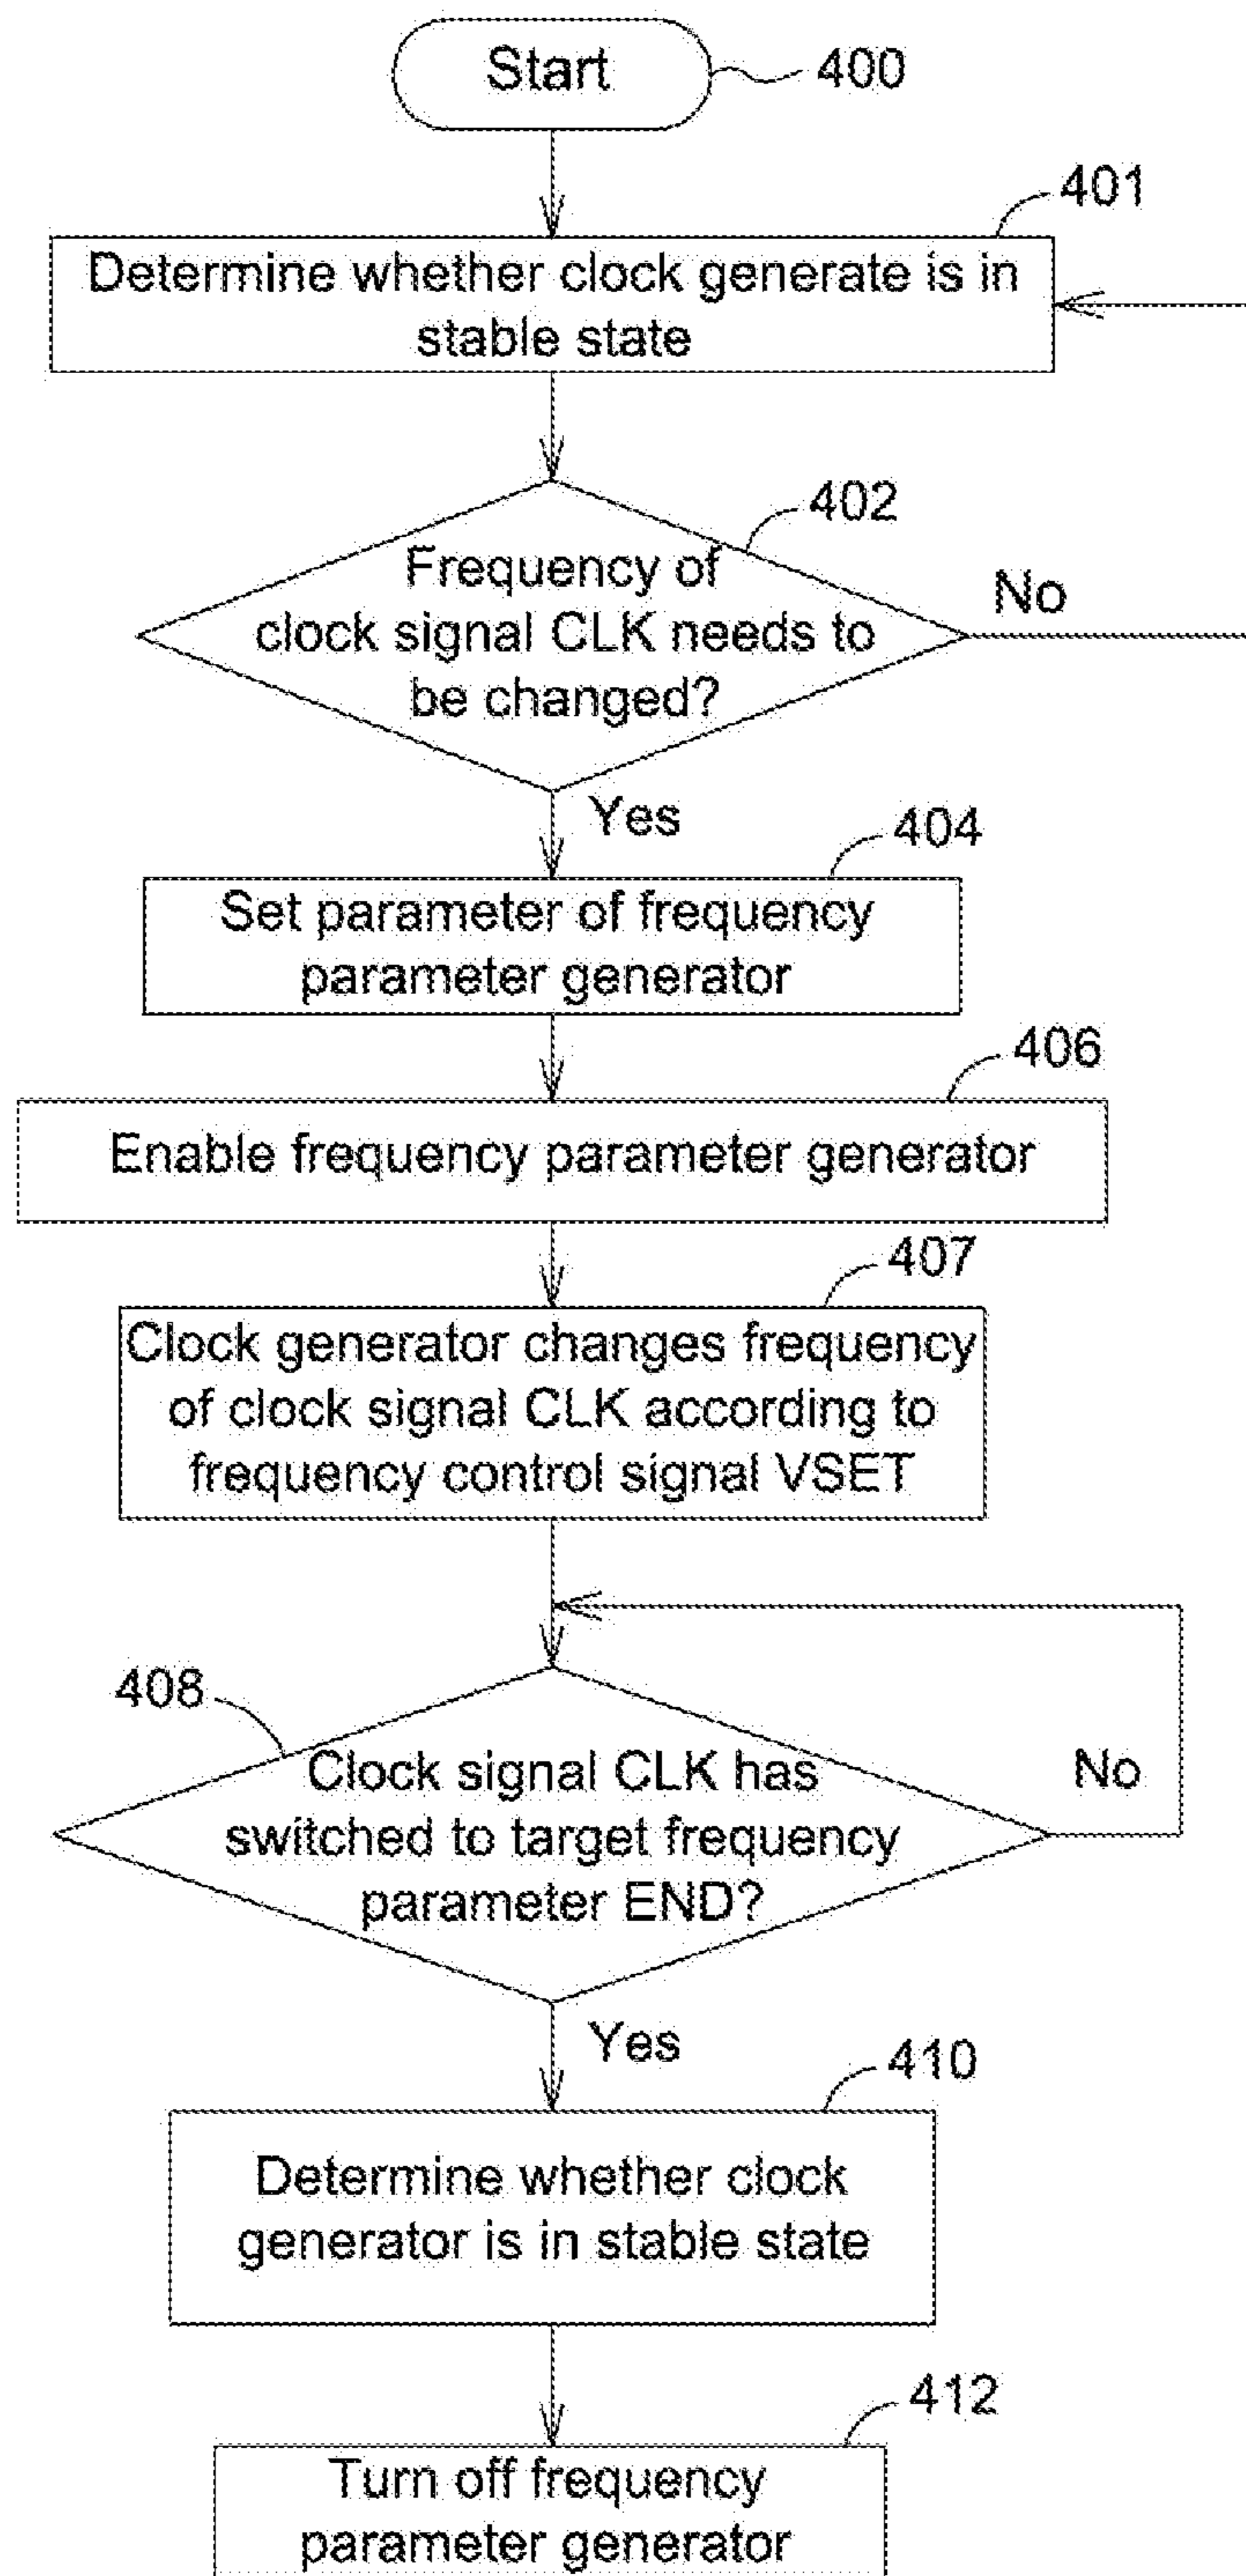 Start
400
401
Determine whether clock generate is in
stable state
402
Frequency of
clock signal CLK needs to
be changed?
No
Yes
404
Set parameter of frequency
parameter generator
406
Enable frequency parameter generator
407
Clock generator changes frequency
of clock signal CLK according to
frequency control signal VSET
408
Clock signal CLK has
switched to target frequency
parameter END?
No
Yes
410
Determine whether clock
generator is in stable state
412
Turn off frequency
parameter generator